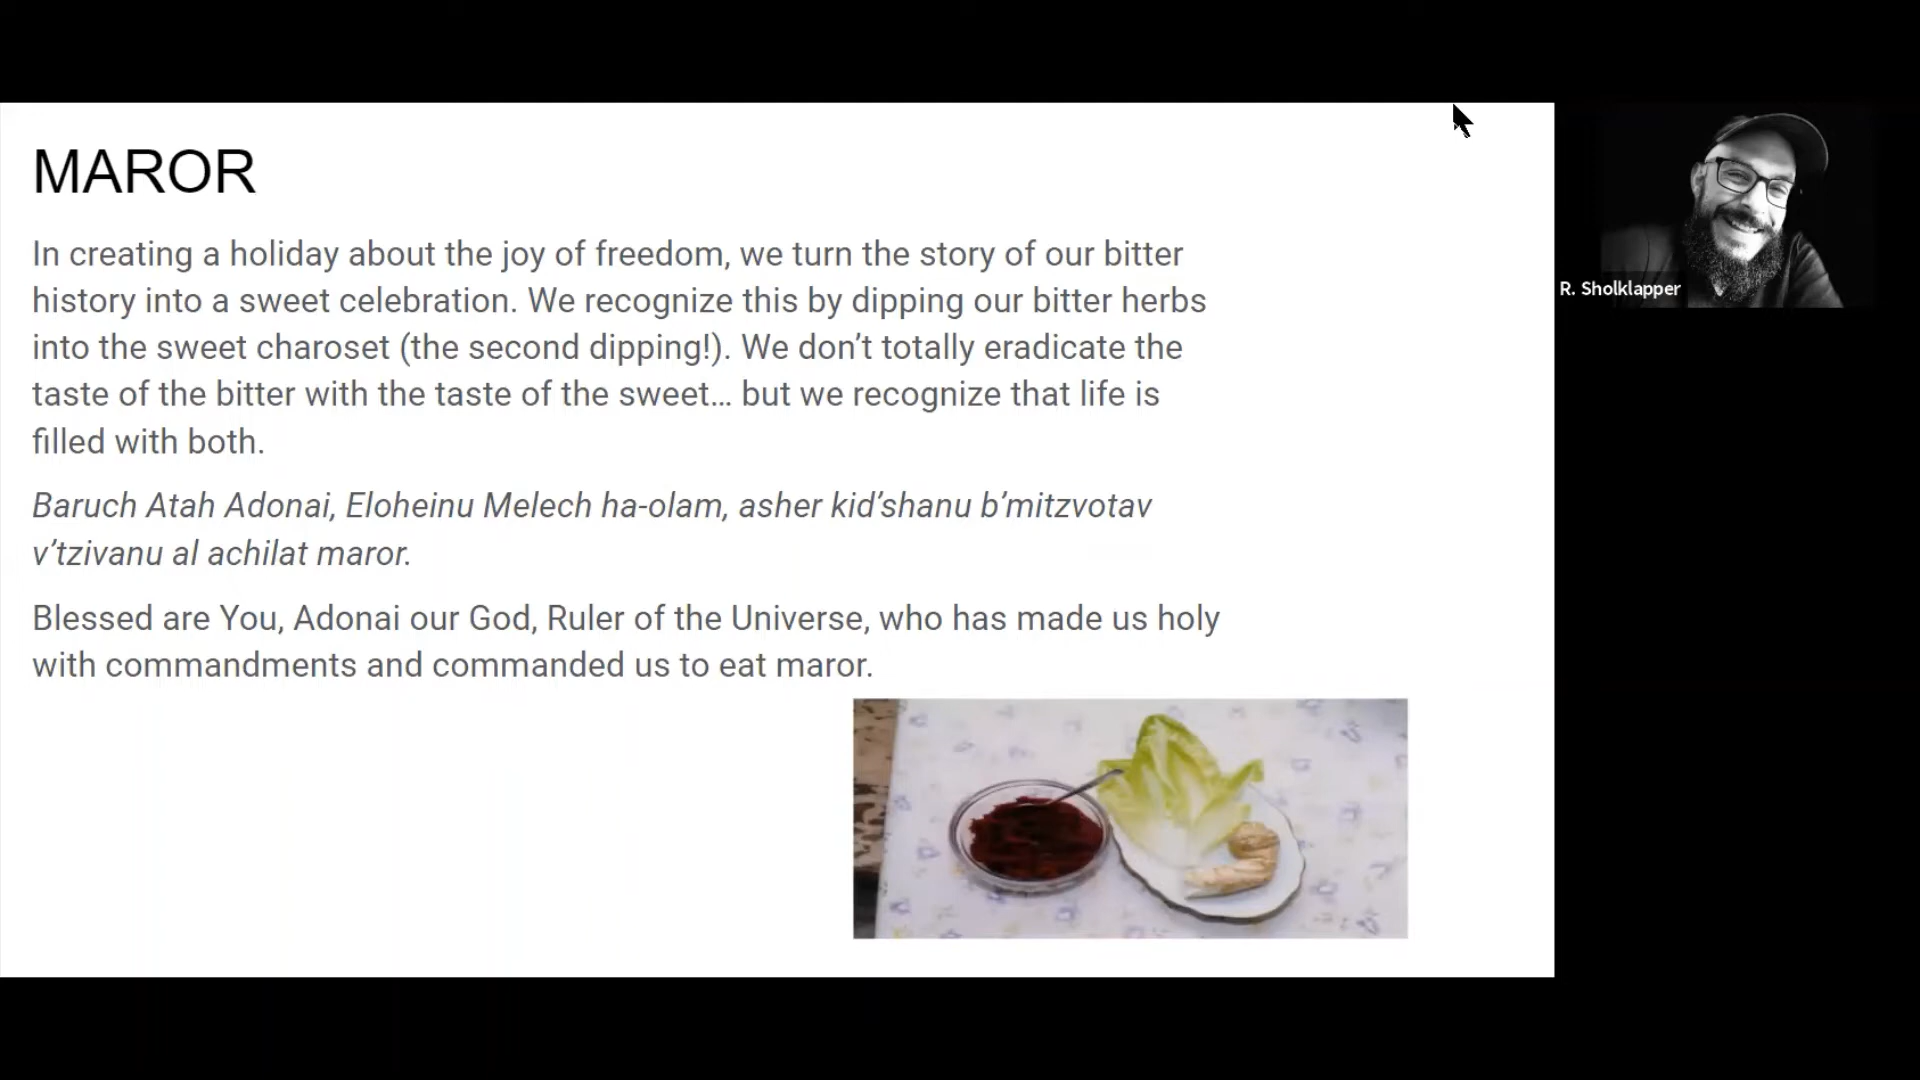 MAROR
In creating a holiday about the joy of freedom, we turn the story of our bitter
history into a sweet celebration. We recognize this by dipping our bitter herbs
into the sweet charoset (the second dipping!). We don’t totally eradicate the
taste of the bitter with the taste of the sweet… but we recognize that life is
filled with both.
Baruch Atah Adonai, Eloheinu Melech ha-olam, asher kid’shanu b’mitzvotav
v’tzivanu al achilat maror.
Blessed are You, Adonai our God, Ruler of the Universe, who has made us holy
with commandments and commanded us to eat maror.
R. Sholklapper